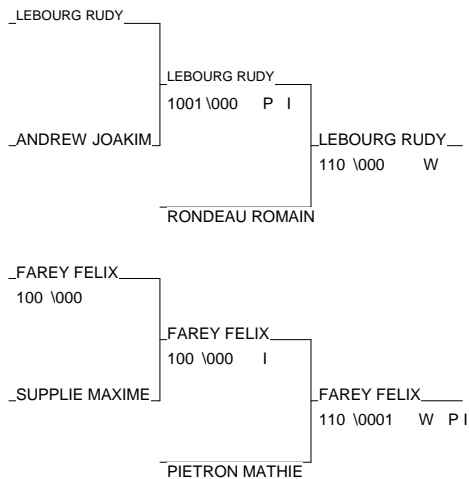 LEBOURG RUDY
LEBOURG RUDY
1001 \000 P I
ANDREW JOAKIM
LEBOURG RUDY
110 \000 W
RONDEAU ROMAIN
FAREY FELIX
100 \000
FAREY FELIX
100 \000 I
SUPPLIE MAXIME
FAREY FELIX
110 \0001 W P I
PIETRON MATHIE